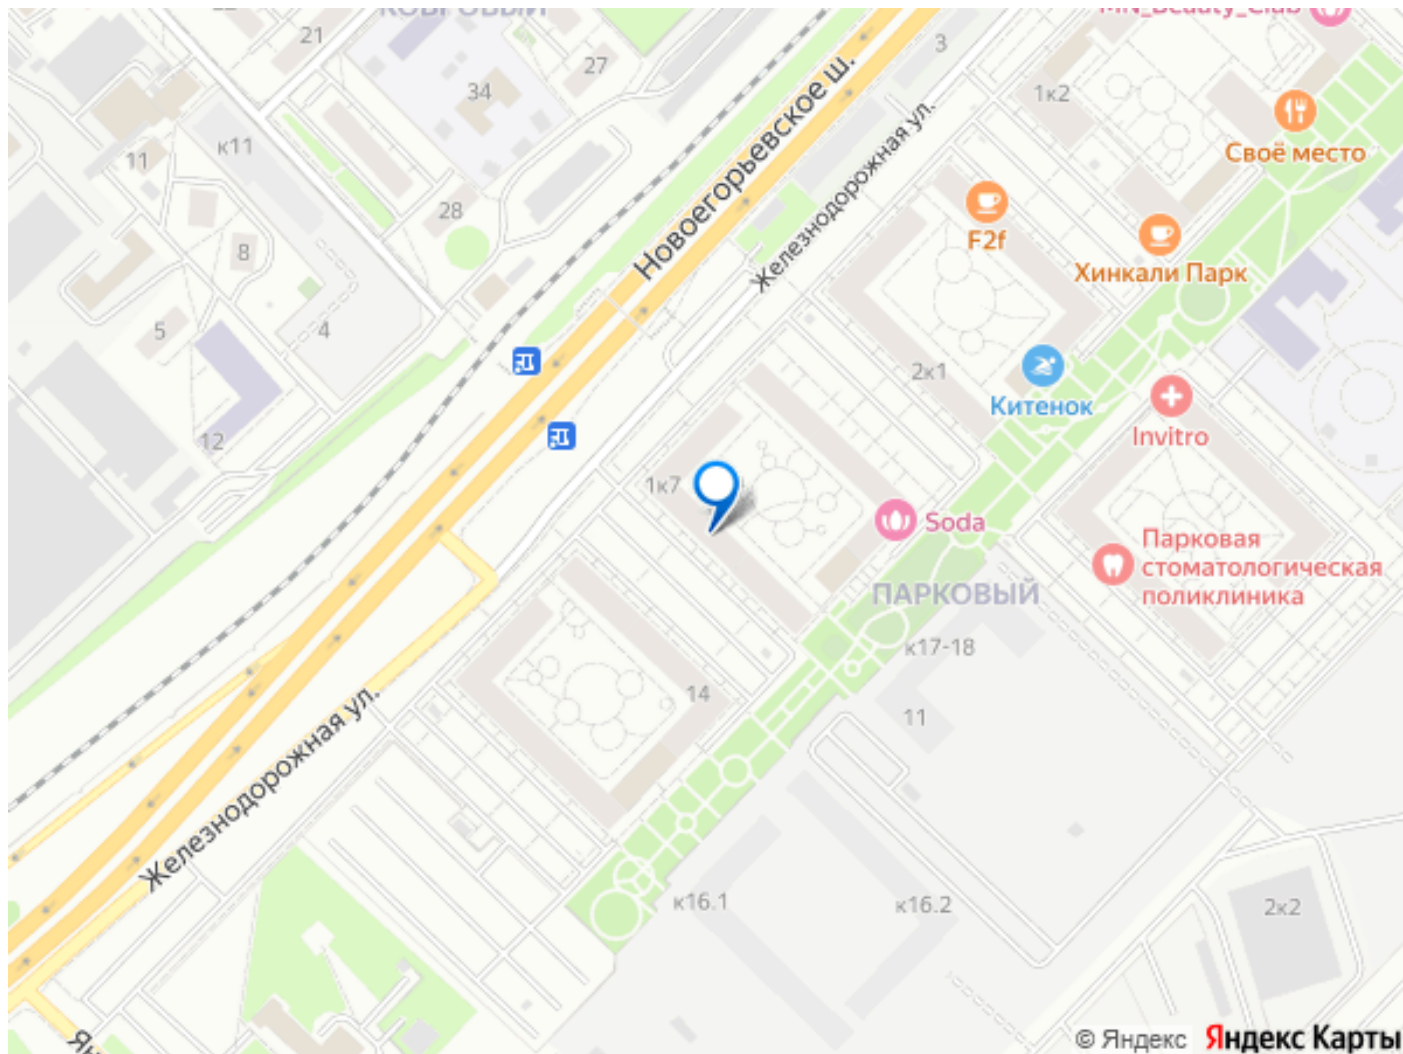 КОВРОВЫЙ
MN_Beauty_Club
21
27
3
34
1к2
Новоегорьевское ш.
Железнодорожная ул.
11
к11
Своё место
28
F2f
8
Хинкали Парк
5
4
2к1
Китенок
12
Invitro
1к7
Soda
Парковая
стоматологическая
поликлиника
ПАРКОВЫЙ
к17-18
14
11
Железнодорожная ул.
к16.1
к16.2
2к2
© Яндекс Яндекс Карты